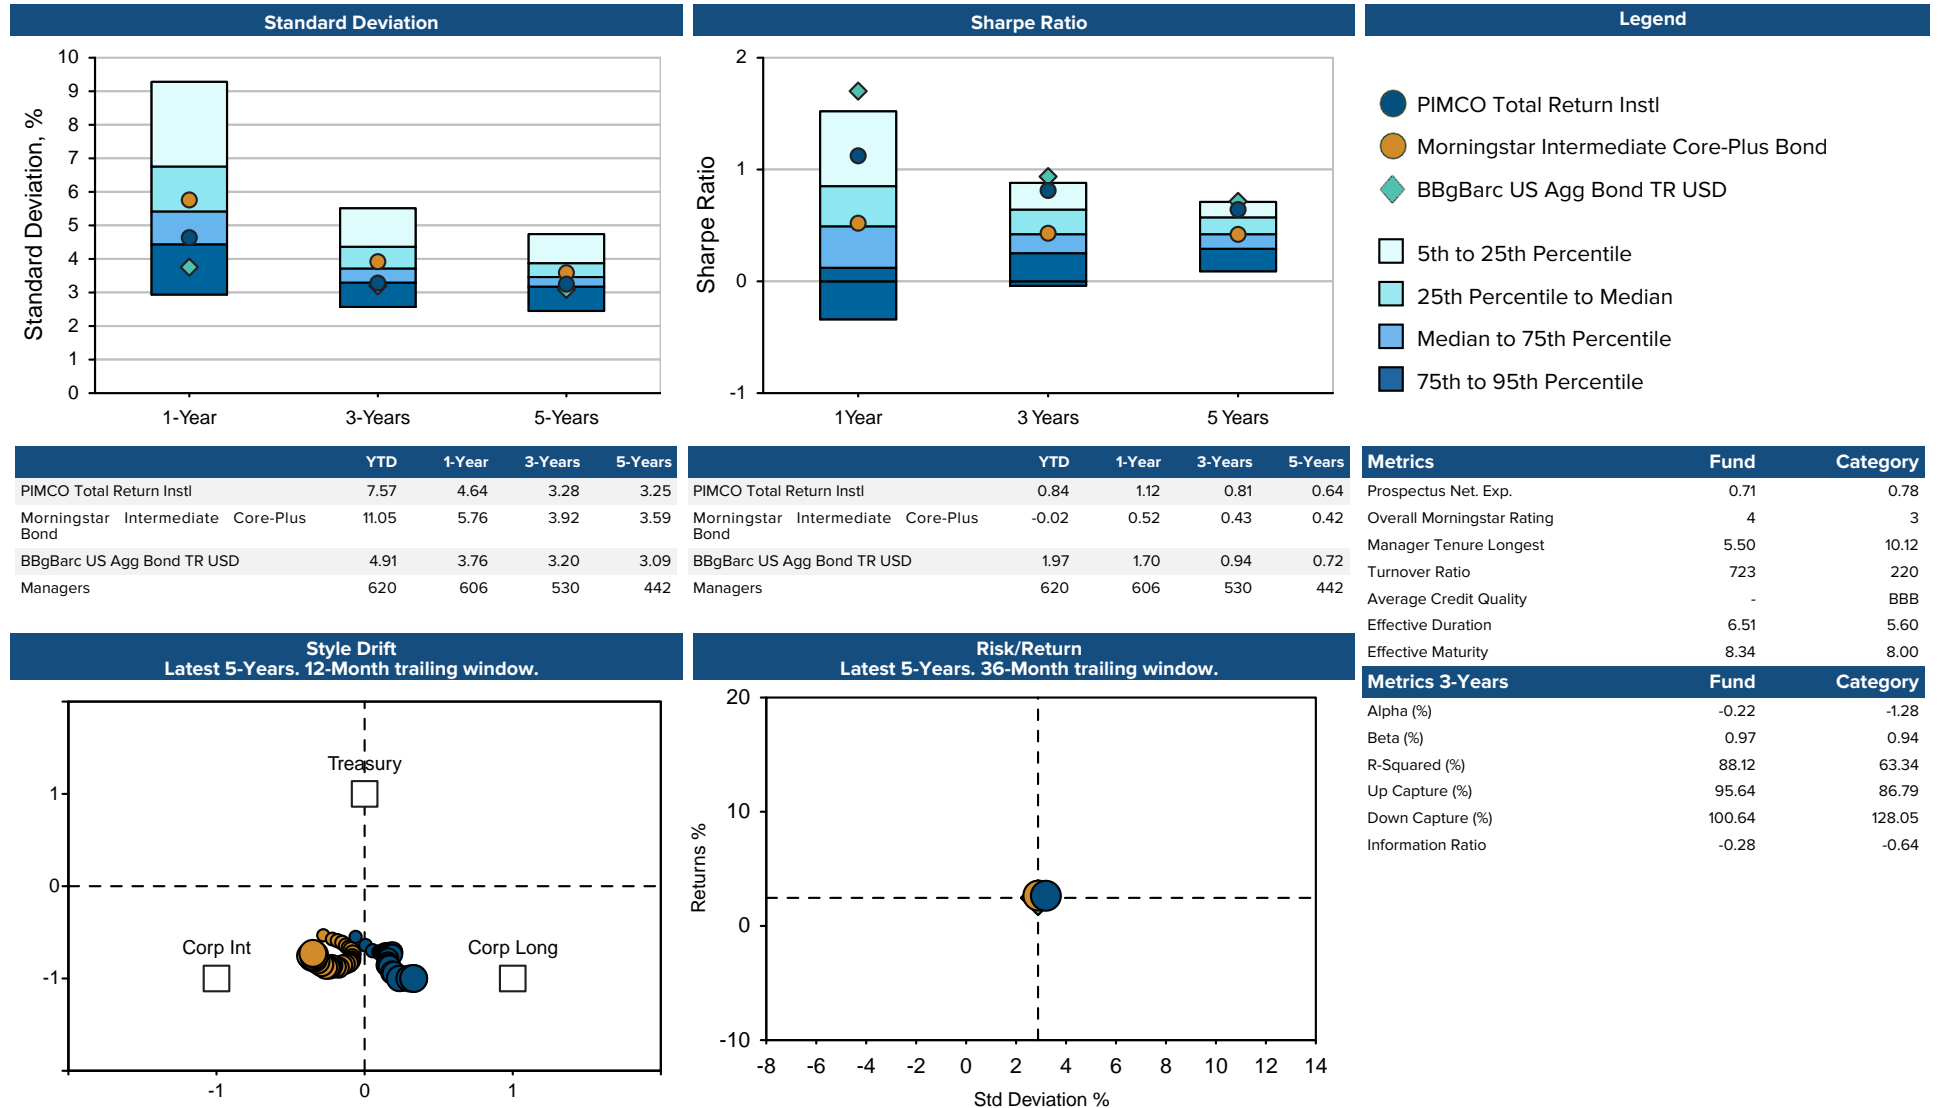 Standard Deviation
10
9
8
7
6
5
4
3
2
1
0
Standard Deviation, %
1-Year 3-Years 5-Years
Sharpe Ratio
2
1
0
-1
Sharpe Ratio
1Year 3 Years 5 Years
Legend
PIMCO Total Return Instl
Morningstar Intermediate Core-Plus Bond
BBgBarc US Agg Bond TR USD
5th to 25th Percentile
25th Percentile to Median
Median to 75th Percentile
75th to 95th Percentile
YTD 1-Year 3-Years 5-Years
PIMCO Total Return Instl 7.57 4.64 3.28 3.25
Morningstar Intermediate Core-Plus 11.05 5.76 3.92 3.59
Bond
BBgBarc US Agg Bond TR USD 4.91 3.76 3.20 3.09
Managers 620 606 530 442
YTD 1-Year 3-Years 5-Years
PIMCO Total Return Instl 0.84 1.12 0.81 0.64
Morningstar Intermediate Core-Plus -0.02 0.52 0.43 0.42
Bond
BBgBarc US Agg Bond TR USD 1.97 1.70 0.94 0.72
Managers 620 606 530 442
Metrics Fund Category
Prospectus Net. Exp. 0.71 0.78
Overall Morningstar Rating 4 3
Manager Tenure Longest 5.50 10.12
Turnover Ratio 723 220
Average Credit Quality - BBB
Effective Duration 6.51 5.60
Effective Maturity 8.34 8.00
Metrics 3-Years Fund Category
Alpha (%) -0.22 -1.28
Beta (%) 0.97 0.94
R-Squared (%) 88.12 63.34
Up Capture (%) 95.64 86.79
Down Capture (%) 100.64 128.05
Information Ratio -0.28 -0.64
Style Drift
Latest 5-Years. 12-Month trailing window.
Treasury
1
0
Corp Int Corp Long
-1
-1 0 1
Risk/Return
Latest 5-Years. 36-Month trailing window.
20
10
0
-10
Returns %
-8 -6 -4 -2 0 2 4 6 8 10 12 14
Std Deviation %